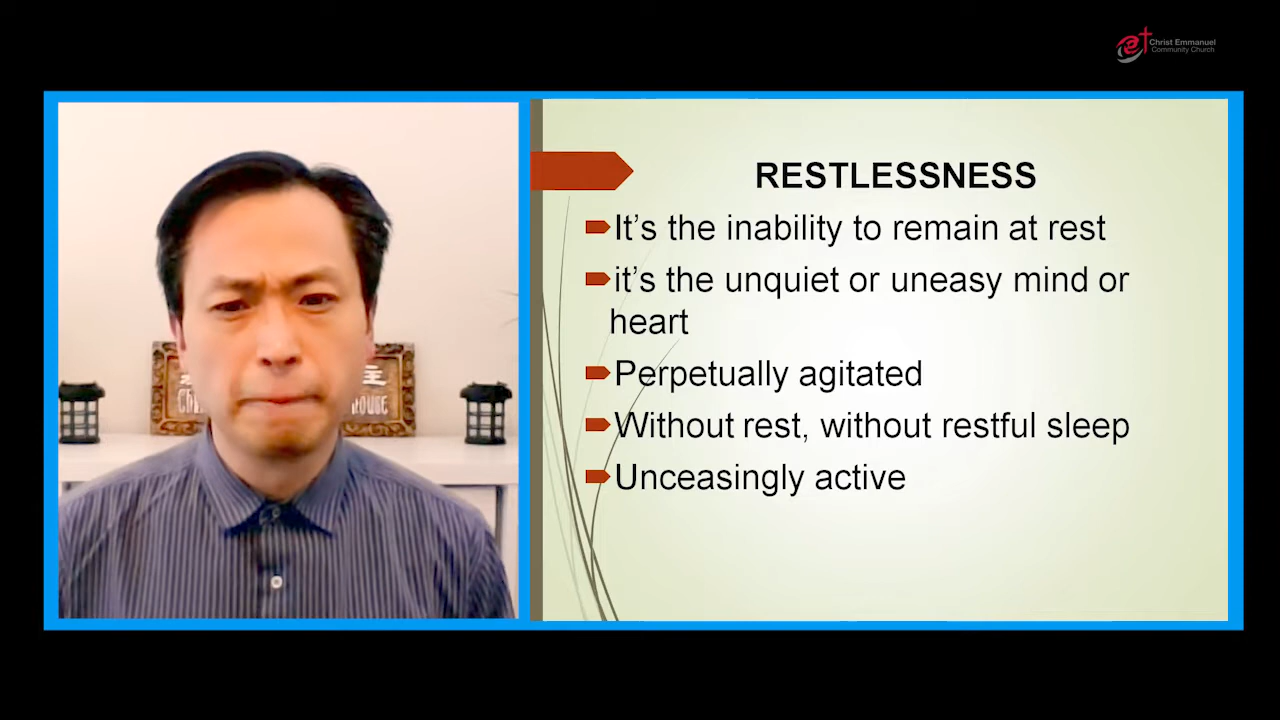 Christ Emmanuel
Community Church
RESTLESSNESS
It's the inability to remain at rest
it's the unquiet or uneasy mind or
heart
Perpetually agitated
Without rest, without restful sleep
Unceasingly active
主